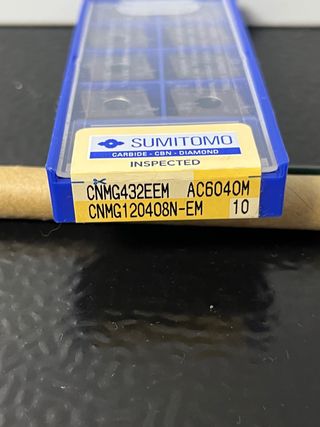 SUMITOMO
CARBIDE - CBN - DIAMOND
INSPECTED
CNMG432EEM AC6040M
CNMG120408N-EM 10